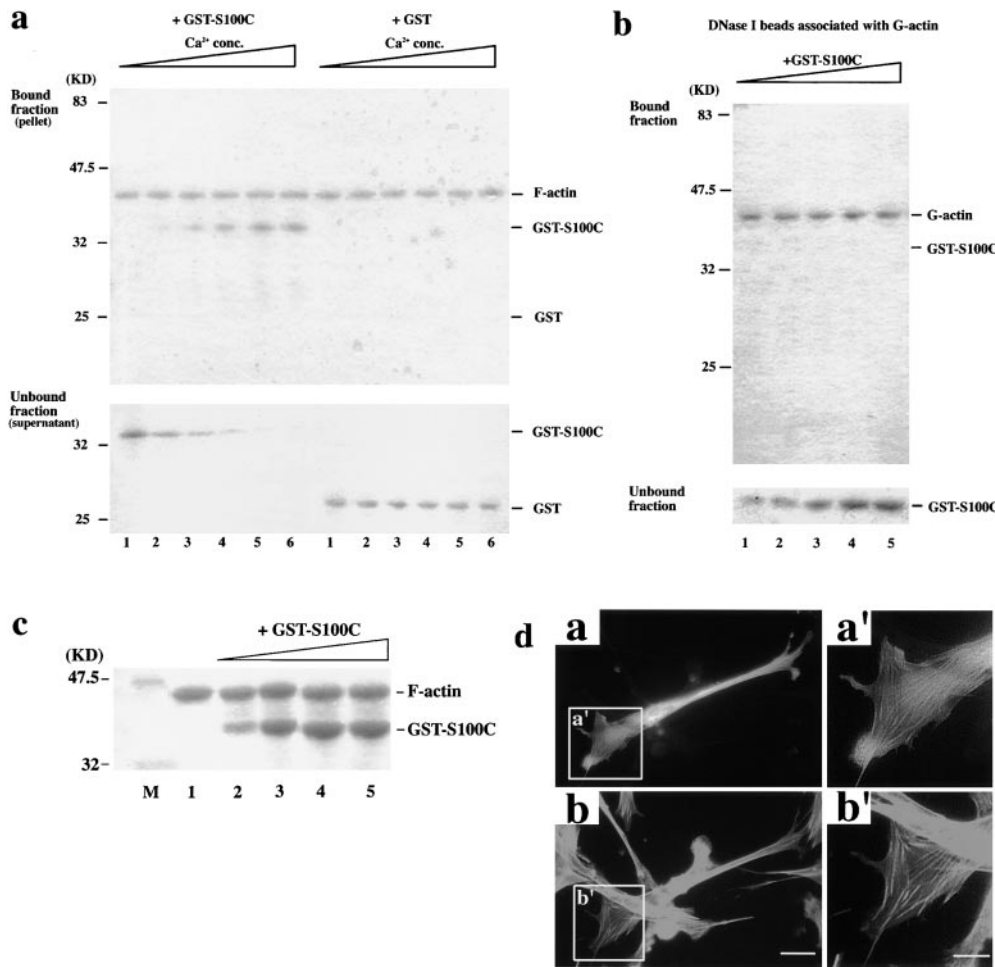 a
+ GST-S100C
+ GST
Ca²⁺ conc.
Ca²⁺ conc.
(KD)
Bound
fraction
(pellet)
83
47.5
F-actin
GST-S100C
32
25
GST
Unbound
fraction
(supernatant)
32
GST-S100C
25
GST
1 2 3 4 5 6 1 2 3 4 5 6
b
DNase I beads associated with G-actin
+GST-S100C
(KD)
Bound
fraction
83
47.5
G-actin
GST-S100C
32
25
Unbound
fraction
GST-S100C
1 2 3 4 5
c
+ GST-S100C
(KD)
47.5
F-actin
GST-S100C
32
M 1 2 3 4 5
d
a
a'
a'
b
b'
b'